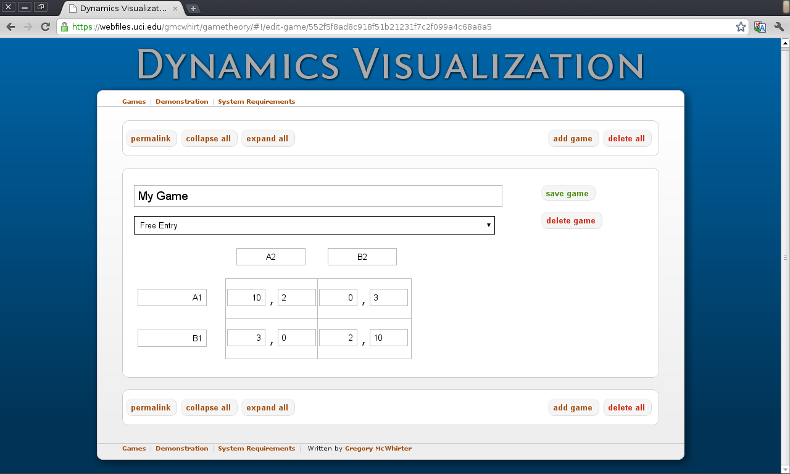 Dynamics Visualizat...
https://webfiles.uci.edu/gmcwhirt/gametheory/#!/edit-game/552f5f8ad8c918f51b21231f7c2f099a4c68a8a5
Dynamics Visualization
Games | Demonstration | System Requirements
permalink collapse all expand all add game delete all
My Game save game
Free Entry delete game
A2 B2
A1 10 , 2 0 , 3
B1 3 , 0 2 , 10
permalink collapse all expand all add game delete all
Games | Demonstration | System Requirements | Written by Gregory McWhirter